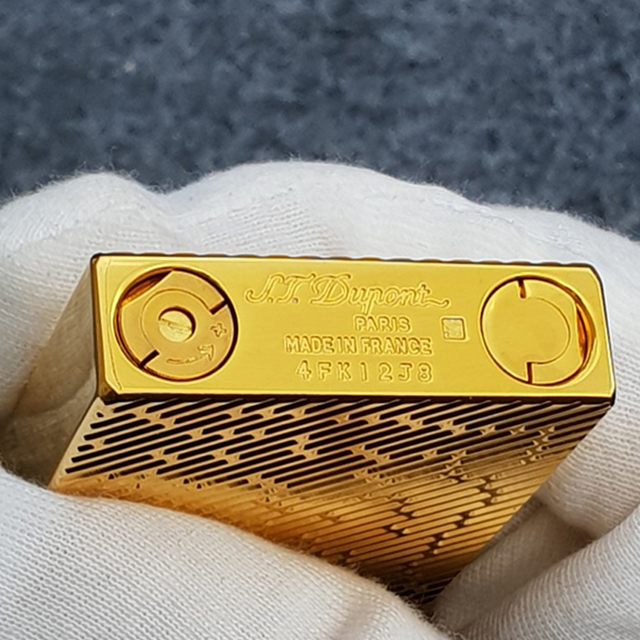 S.T. Dupont
PARIS
MADE IN FRANCE
4FK12J8